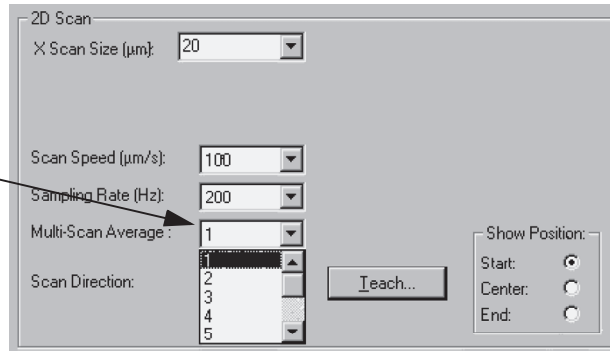 2D Scan
X Scan Size (µm): 20
Scan Speed (µm/s): 100
Sampling Rate (Hz): 200
Multi-Scan Average : 1
1
2
3
4
5
Scan Direction:
Teach...
Show Position:
Start:
Center:
End: